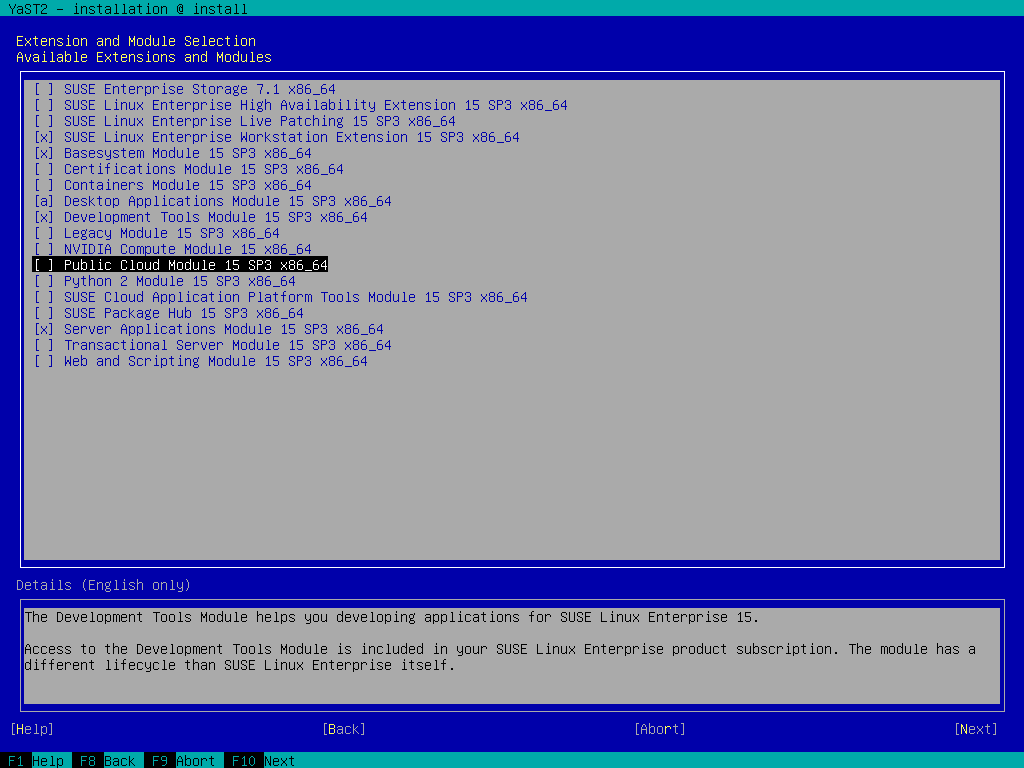 YaST2 - installation @ install
Extension and Module Selection
Available Extensions and Modules
[ ] SUSE Enterprise Storage 7.1 x86_64
[ ] SUSE Linux Enterprise High Availability Extension 15 SP3 x86_64
[ ] SUSE Linux Enterprise Live Patching 15 SP3 x86_64
[x] SUSE Linux Enterprise Workstation Extension 15 SP3 x86_64
[x] Basesystem Module 15 SP3 x86_64
[ ] Certifications Module 15 SP3 x86_64
[ ] Containers Module 15 SP3 x86_64
[a] Desktop Applications Module 15 SP3 x86_64
[x] Development Tools Module 15 SP3 x86_64
[ ] Legacy Module 15 SP3 x86_64
[ ] NVIDIA Compute Module 15 x86_64
[ ] Public Cloud Module 15 SP3 x86_64
[ ] Python 2 Module 15 SP3 x86_64
[ ] SUSE Cloud Application Platform Tools Module 15 SP3 x86_64
[ ] SUSE Package Hub 15 SP3 x86_64
[x] Server Applications Module 15 SP3 x86_64
[ ] Transactional Server Module 15 SP3 x86_64
[ ] Web and Scripting Module 15 SP3 x86_64
Details (English only)
The Development Tools Module helps you developing applications for SUSE Linux Enterprise 15.
Access to the Development Tools Module is included in your SUSE Linux Enterprise product subscription. The module has a
different lifecycle than SUSE Linux Enterprise itself.
[Help] [Back] [Abort] [Next]
F1 Help F8 Back F9 Abort F10 Next